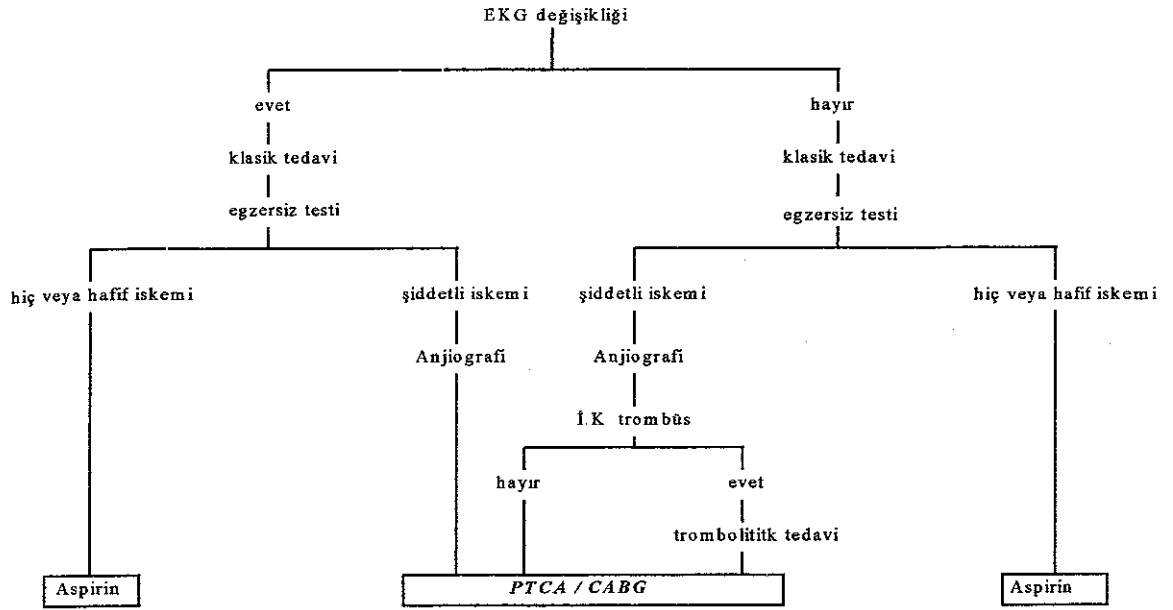 EKG değişikliği
evet
hayır
klasik tedavi
klasik tedavi
egzersiz testi
egzersiz testi
hiç veya hafif iskemi
şiddetli iskemi
şiddetli iskemi
hiç veya hafif iskemi
Anjiografi
Anjiografi
İ.K trombüs
hayır
evet
trombolititk tedavi
Aspirin
PTCA / CABG
Aspirin